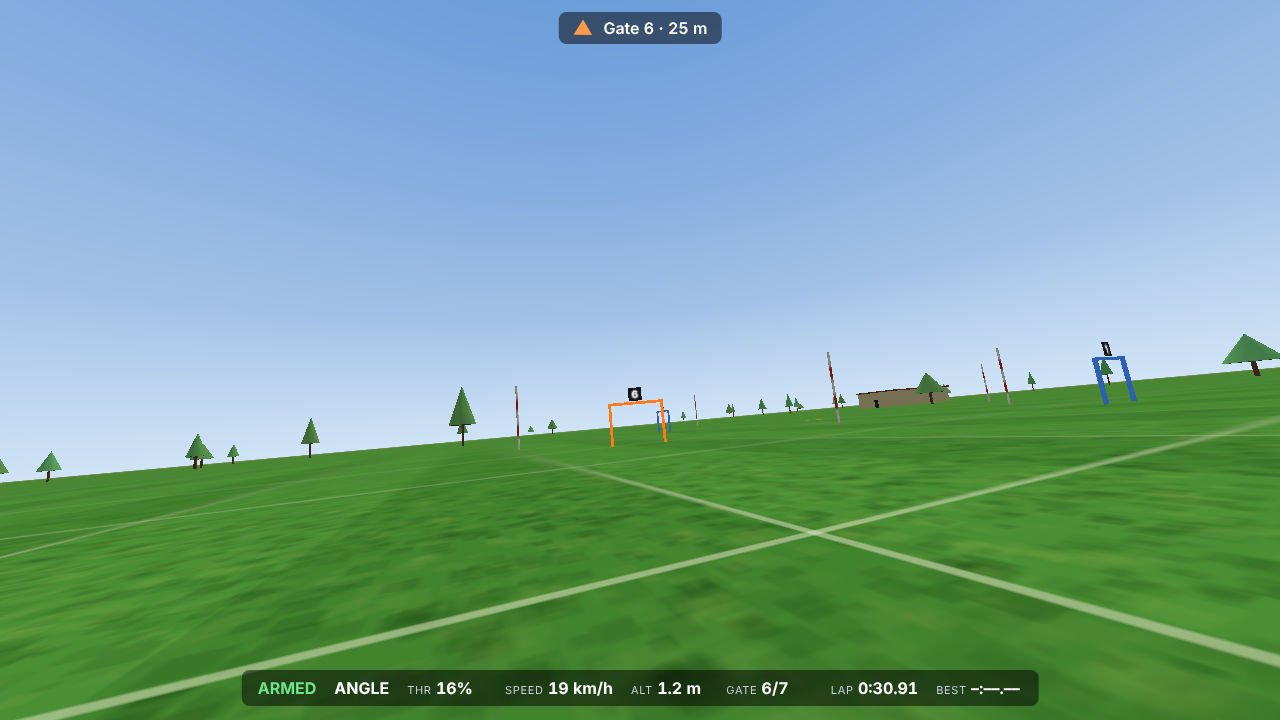 Gate 6 · 25 m
ARMED ANGLE THR 16% SPEED 19 km/h ALT 1.2 m GATE 6/7 LAP 0:30.91 BEST –:––.––